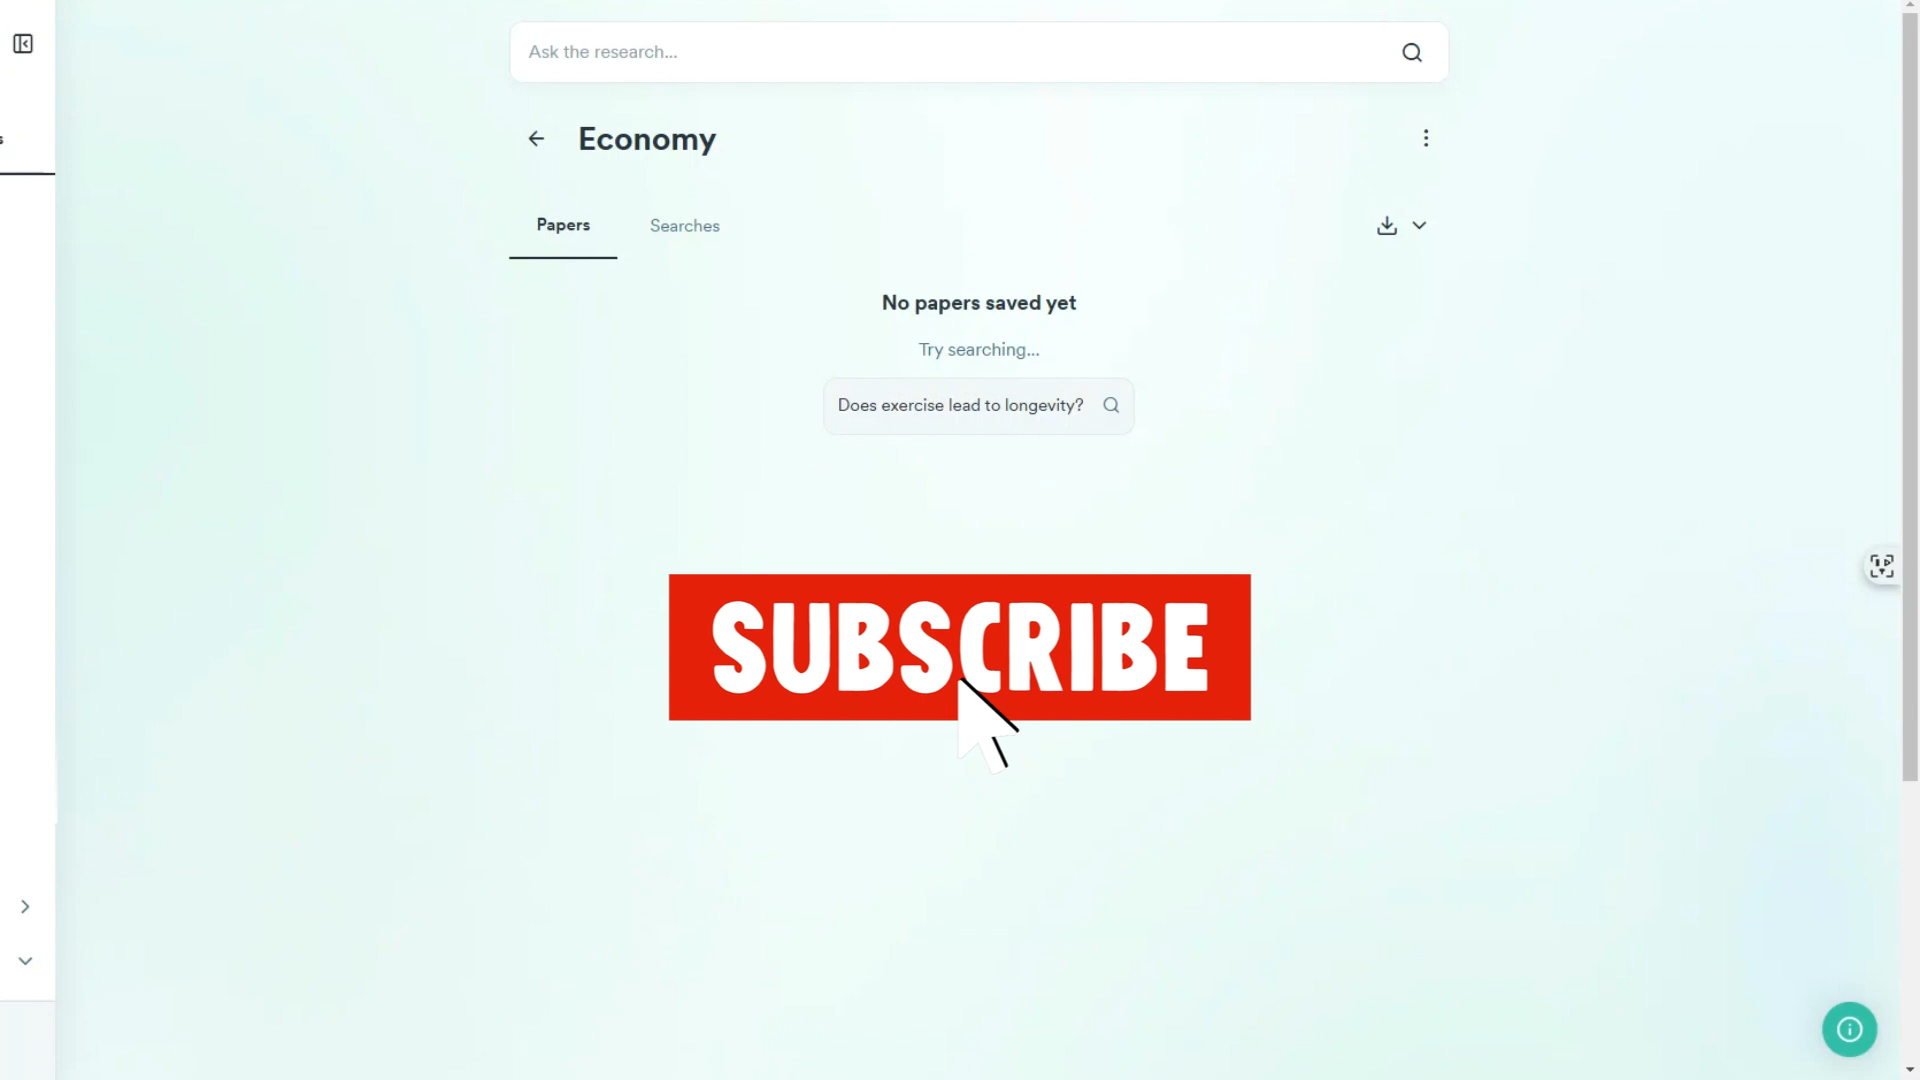 Ask the research...
Economy
Papers
Searches
No papers saved yet
Try searching...
Does exercise lead to longevity?
SUBSCRIBE